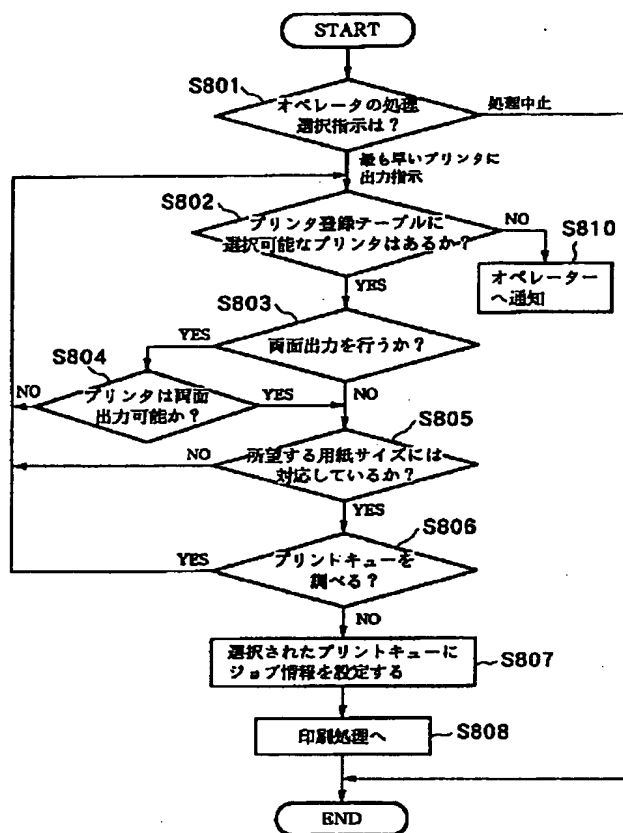 START
S801
オペレータの処理
選択指示は?
処理中止
最も早いプリンタに
出力指示
S802
プリンタ登録テーブルに
選択可能なプリンタはあるか?
NO
S810
オペレーター
へ通知
YES
S803
両面出力を行うか?
YES
NO
S804
プリンタは両面
出力可能か?
NO
YES
S805
所望する用紙サイズには
対応しているか?
NO
YES
S806
プリントキューを
調べる?
YES
NO
選択されたプリントキューに
ジョブ情報を設定する
S807
印刷処理へ
S808
END